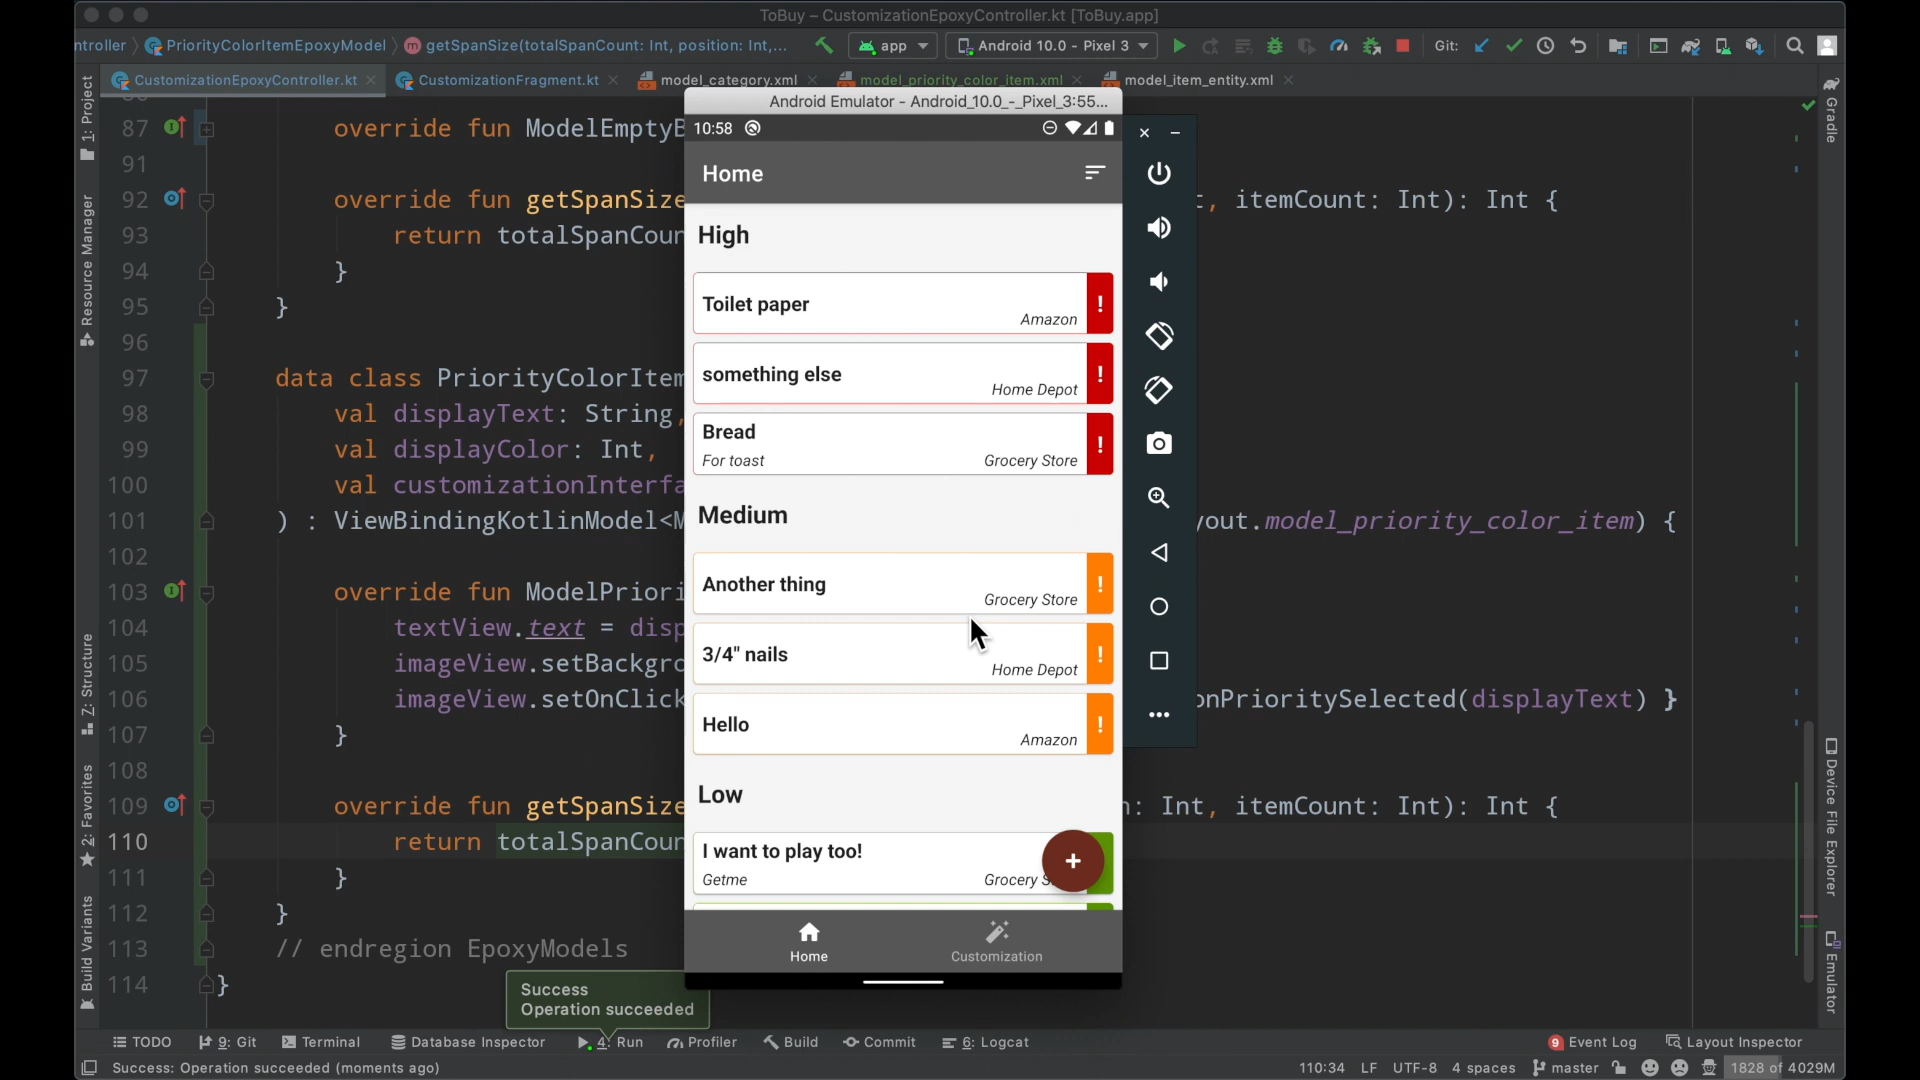 ToBuy – CustomizationEpoxyController.kt [ToBuy.app]
ntroller
PriorityColorItemEpoxyModel
getSpanSize(totalSpanCount: Int, position: Int,...
app
Android 10.0 - Pixel 3
Git:
CustomizationEpoxyController.kt
CustomizationFragment.kt
model_category.xml
model_priority_color_item.xml
model_item_entity.xml
1: Project
Resource Manager
Z: Structure
2: Favorites
Build Variants
Gradle
Device File Explorer
Emulator
87 override fun ModelEmptyB
91
92 override fun getSpanSize , itemCount: Int): Int {
93 return totalSpanCoun
94 }
95 }
96
97 data class PriorityColorItem
98 val displayText: String,
99 val displayColor: Int,
100 val customizationInterfa
101 ) : ViewBindingKotlinModel<M yout.model_priority_color_item) {
102
103 override fun ModelPriori
104 textView.text = disp
105 imageView.setBackgro
106 imageView.setOnClick onPrioritySelected(displayText) }
107 }
108
109 override fun getSpanSize n: Int, itemCount: Int): Int {
110 return totalSpanCoun
111 }
112 }
113 // endregion EpoxyModels
114 }
Android Emulator - Android_10.0_-_Pixel_3:55...
10:58
Home
High
Toilet paper
Amazon
!
something else
Home Depot
!
Bread
For toast
Grocery Store
!
Medium
Another thing
Grocery Store
!
3/4" nails
Home Depot
!
Hello
Amazon
!
Low
I want to play too!
Getme
Grocery S
+
Home
Customization
Success
Operation succeeded
TODO
9: Git
Terminal
Database Inspector
4: Run
Profiler
Build
Commit
6: Logcat
9 Event Log
Layout Inspector
Success: Operation succeeded (moments ago)
110:34
LF
UTF-8
4 spaces
master
1828 of 4029M